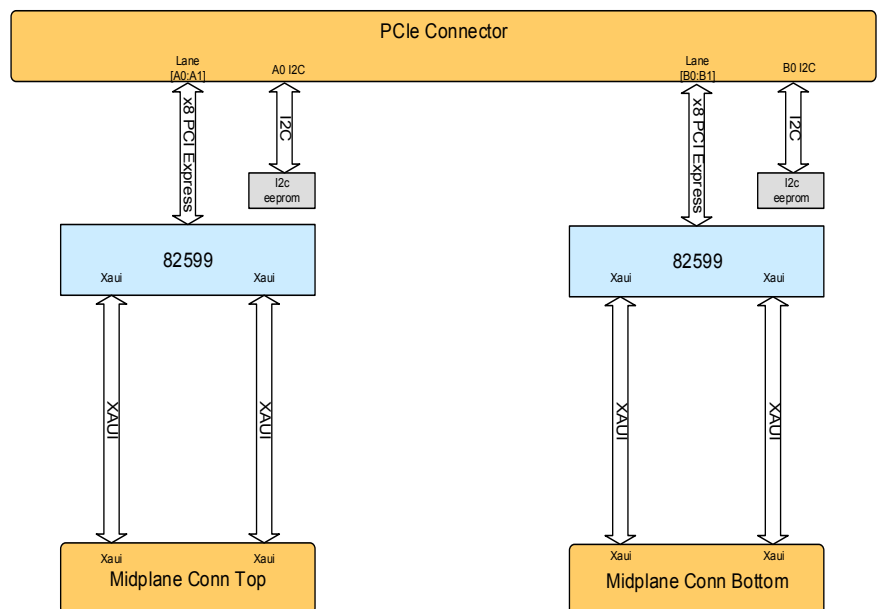 PCIe Connector
Lane
[A0:A1]
A0 I2C
Lane
[B0:B1]
B0 I2C
x8 PCI Express
I2C
x8 PCI Express
I2C
I2c
eeprom
I2c
eeprom
82599
Xaui
Xaui
82599
Xaui
Xaui
XAUI
XAUI
XAUI
XAUI
Xaui
Xaui
Midplane Conn Top
Xaui
Xaui
Midplane Conn Bottom